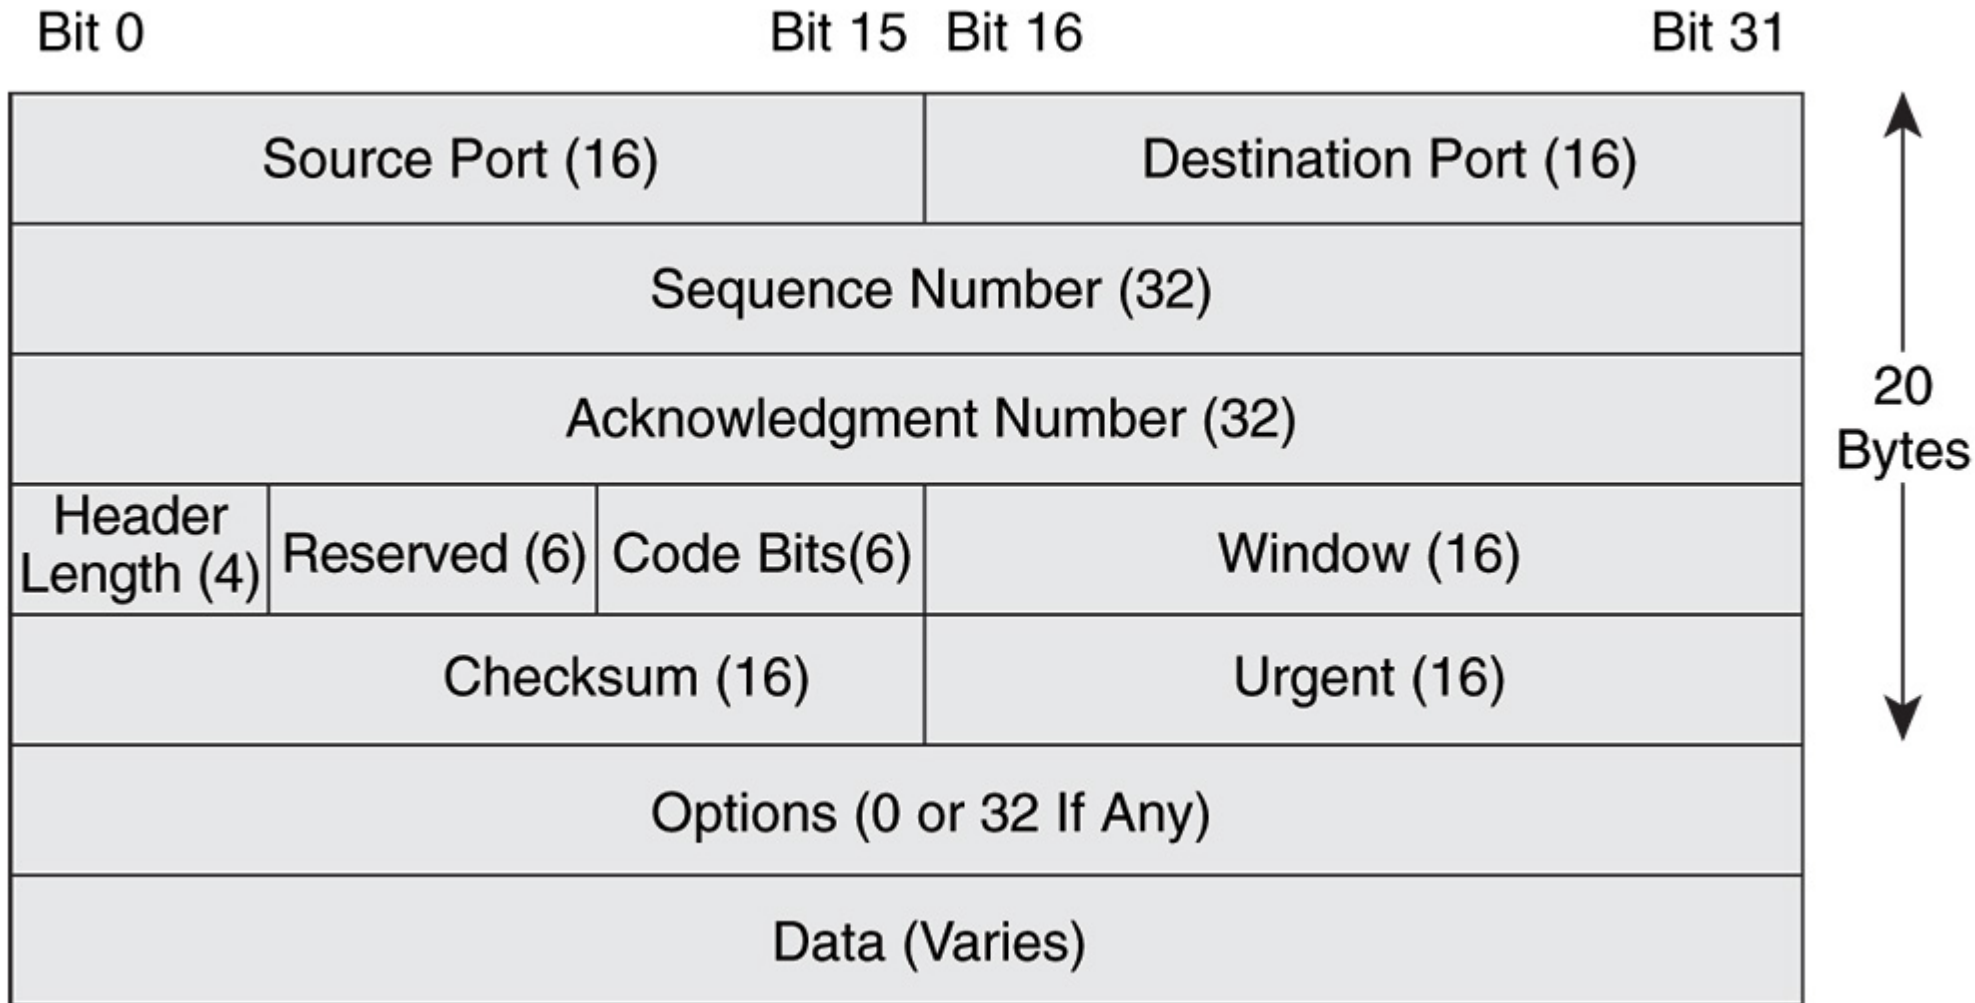 Bit 0
Bit 15
Bit 16
Bit 31
Source Port (16)
Destination Port (16)
Sequence Number (32)
Acknowledgment Number (32)
20
Bytes
Header
Length (4)
Reserved (6)
Code Bits(6)
Window (16)
Checksum (16)
Urgent (16)
Options (0 or 32 If Any)
Data (Varies)